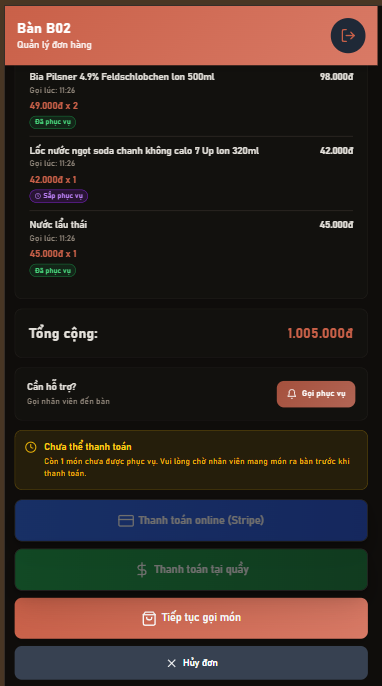 Bàn B02
Quản lý đơn hàng
Bia Pilsner 4.9% Feldschlobchen lon 500ml 98.000đ
Gọi lúc: 11:26
49.000đ x 2
Đã phục vụ
Lốc nước ngọt soda chanh không calo 7 Up lon 320ml 42.000đ
Gọi lúc: 11:26
42.000đ x 1
Sắp phục vụ
Nước lẩu thái 45.000đ
Gọi lúc: 11:26
45.000đ x 1
Đã phục vụ
Tổng cộng: 1.005.000đ
Cần hỗ trợ?
Gọi nhân viên đến bàn
Gọi phục vụ
Chưa thể thanh toán
Còn 1 món chưa được phục vụ. Vui lòng chờ nhân viên mang món ra bàn trước khi
thanh toán.
Thanh toán online (Stripe)
Thanh toán tại quầy
Tiếp tục gọi món
Hủy đơn